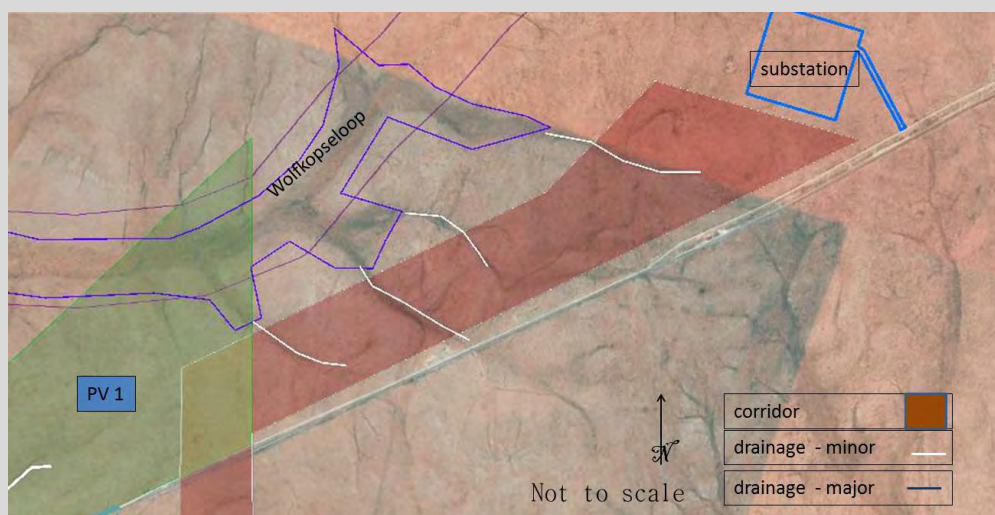 substation
Wolfkopseloop
PV 1
corridor
drainage - minor
drainage - major
N
Not to scale